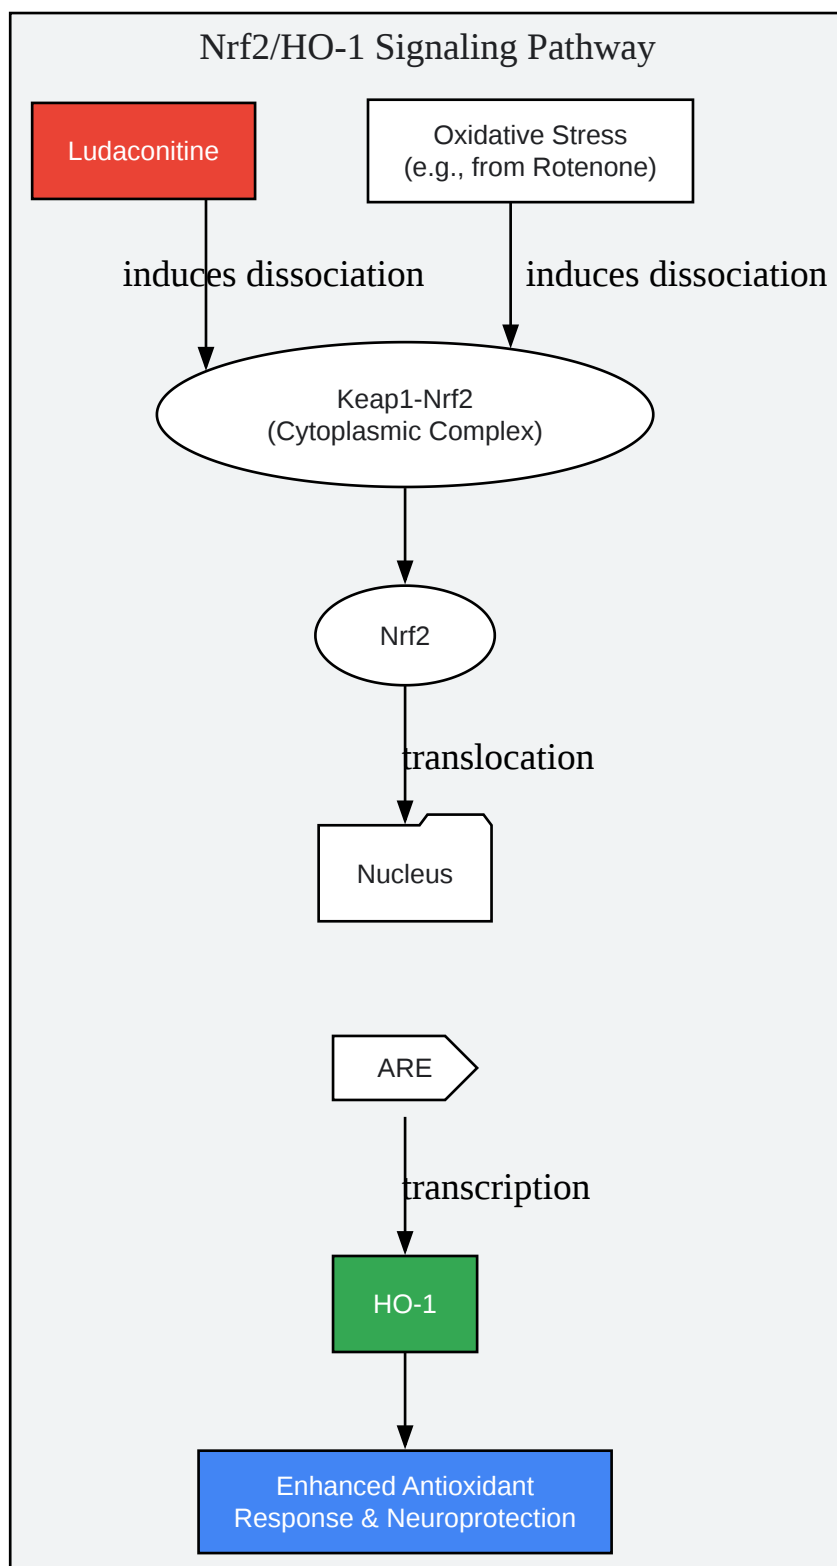 Nrf2/HO-1 Signaling Pathway
Ludaconitine
Oxidative Stress
(e.g., from Rotenone)
induces dissociation
induces dissociation
Keap1-Nrf2
(Cytoplasmic Complex)
Nrf2
translocation
Nucleus
ARE
transcription
HO-1
Enhanced Antioxidant
Response & Neuroprotection